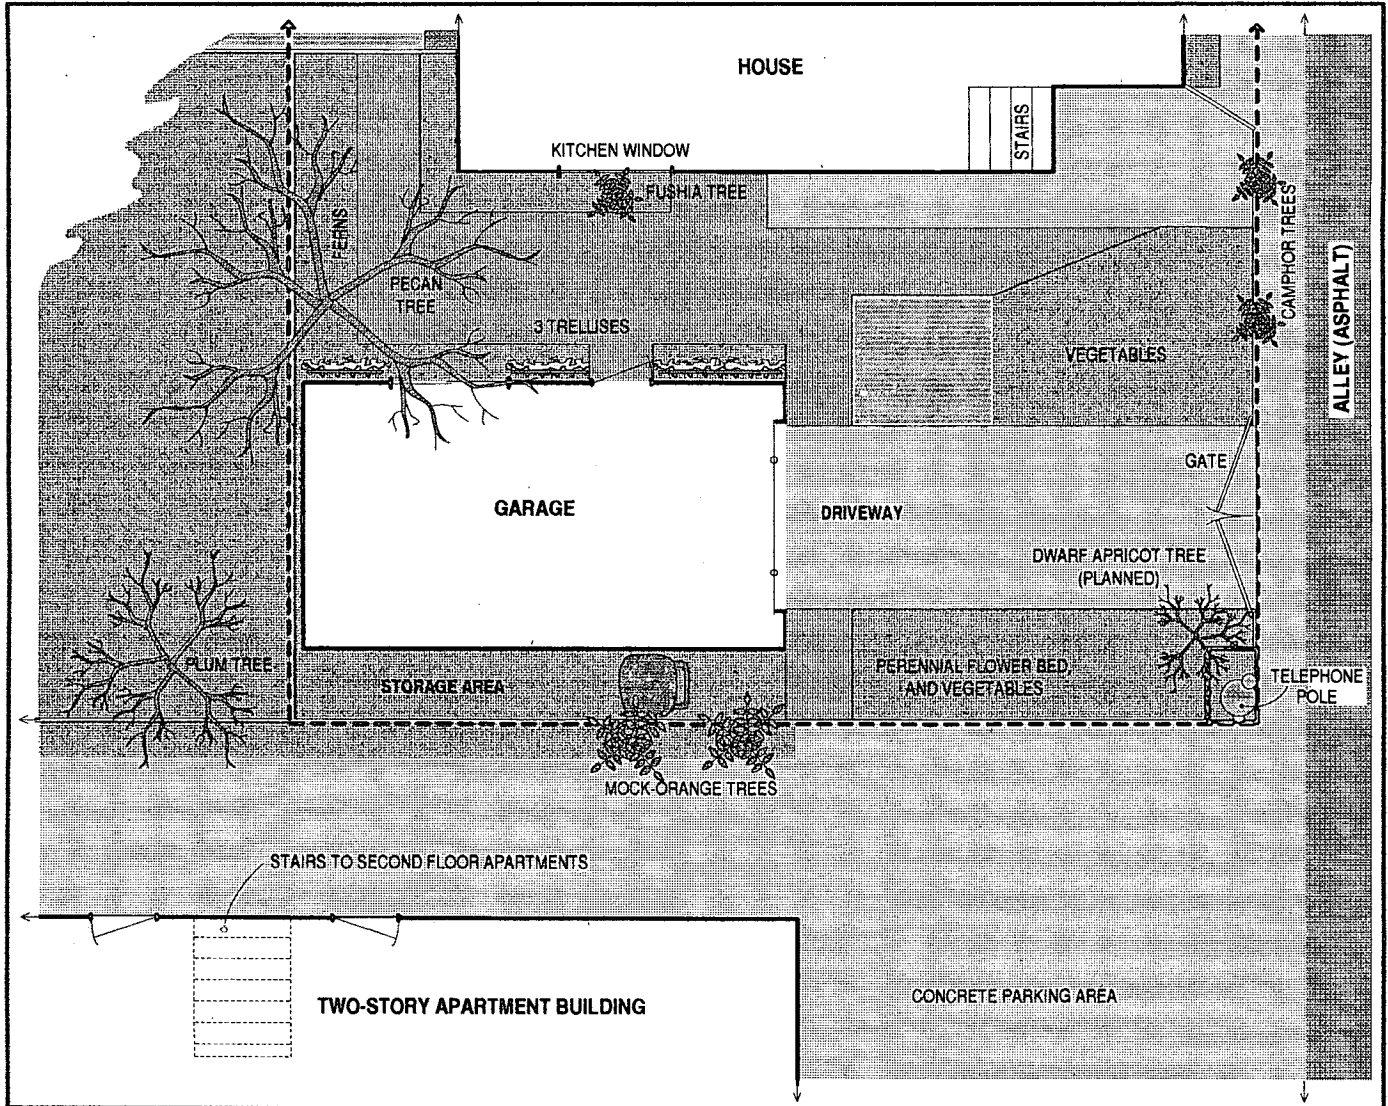 HOUSE
STAIRS
KITCHEN WINDOW
FUSHIA TREE
FERNS
PECAN
TREE
CAMPHOR TREES
3 TRELLISES
VEGETABLES
ALLEY (ASPHALT)
GATE
GARAGE
DRIVEWAY
DWARF APRICOT TREE
(PLANNED)
PLUM TREE
STORAGE AREA
PERENNIAL FLOWER BED,
AND VEGETABLES
TELEPHONE
POLE
MOCK-ORANGE TREES
STAIRS TO SECOND FLOOR APARTMENTS
TWO-STORY APARTMENT BUILDING
CONCRETE PARKING AREA